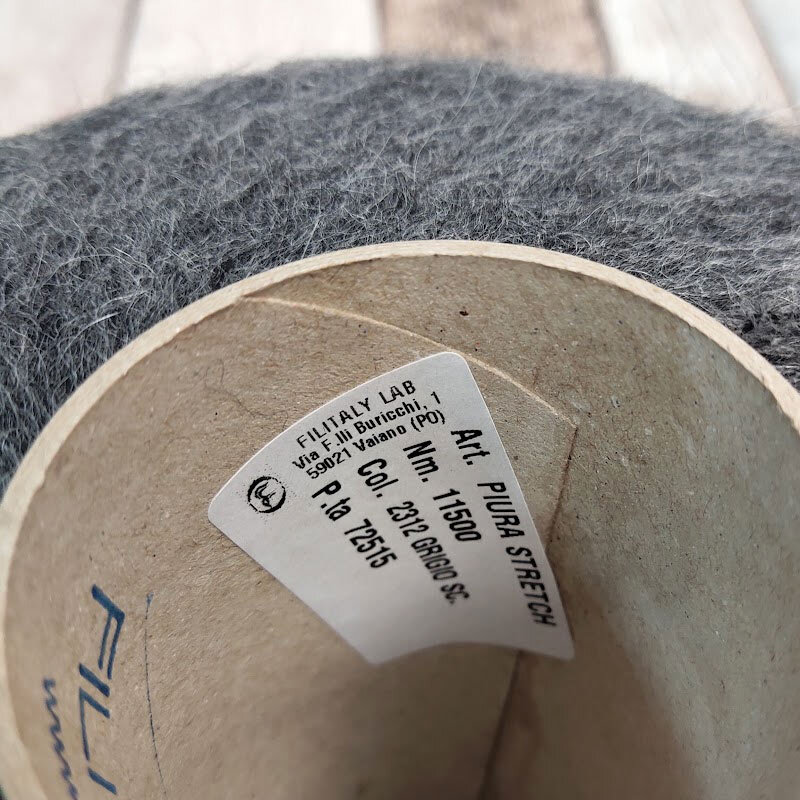 FILITALY LAB
Via F.lli Buricchi, 1
59021 Vaiano (PO)
Art. PIURA STRETCH
Nm. 11500
Col. 2312 GRIGIO SC.
P.ta 72515
FILI